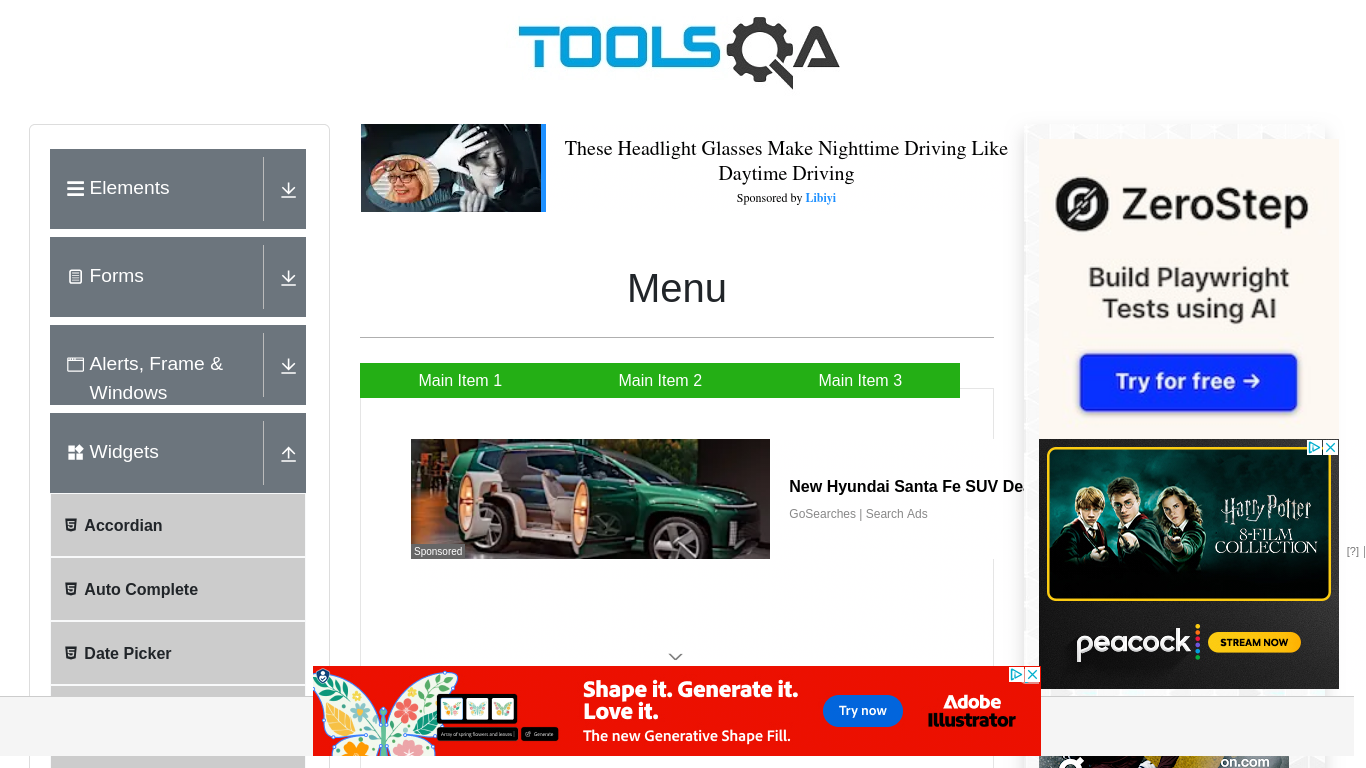 TOOLSQA
Elements
Forms
Alerts, Frame &
Windows
Widgets
Accordian
Auto Complete
Date Picker
These Headlight Glasses Make Nighttime Driving Like
Daytime Driving
Sponsored by Libiyi
Menu
Main Item 1
Main Item 2
Main Item 3
Sponsored
New Hyundai Santa Fe SUV De
GoSearches | Search Ads
ZeroStep
Build Playwright
Tests using AI
Try for free →
Harry Potter
8-FILM
COLLECTION
peacock
STREAM NOW
[?]
Array of spring flowers and leaves
Generate
Shape it. Generate it.
Love it.
The new Generative Shape Fill.
Try now
Adobe
Illustrator
on.com